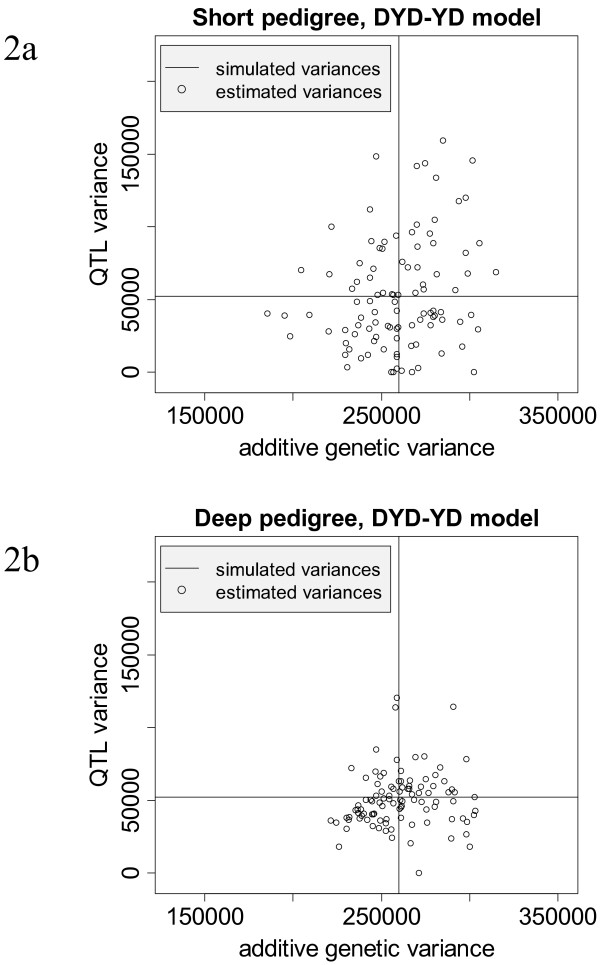 2a
Short pedigree, DYD-YD model
simulated variances
estimated variances
QTL variance
150000
50000
0
150000
250000
350000
additive genetic variance
2b
Deep pedigree, DYD-YD model
simulated variances
estimated variances
QTL variance
150000
50000
0
150000
250000
350000
additive genetic variance